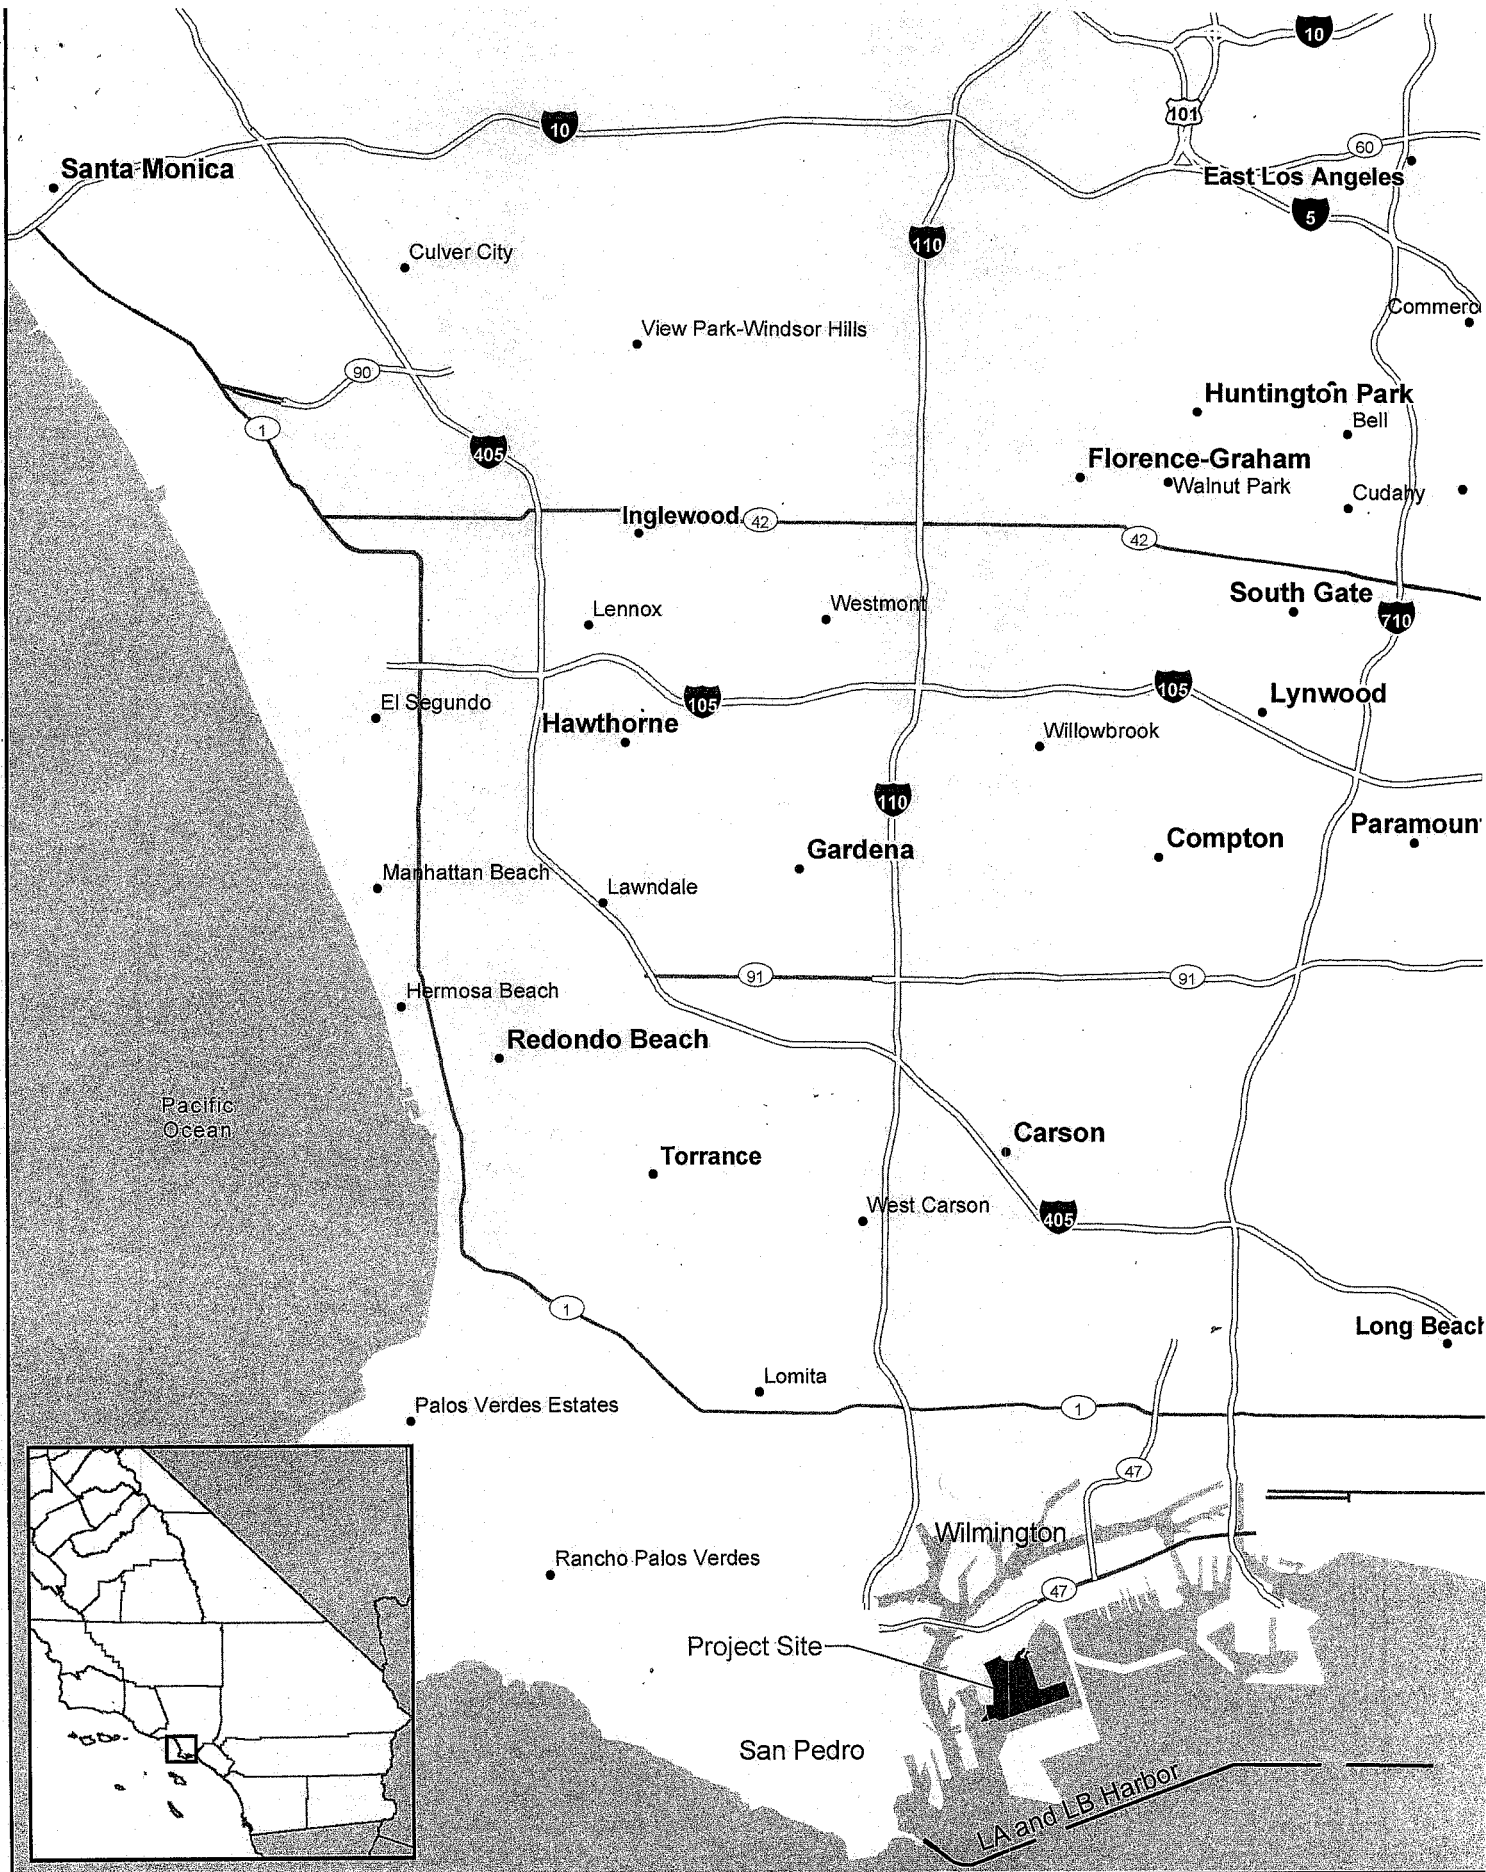 10
10
101
60
Santa Monica
East Los Angeles
5
110
Culver City
Commerc
View Park-Windsor Hills
90
Huntington Park
Bell
1
405
Florence-Graham
Walnut Park
Cudahy
Inglewood
42
42
South Gate
Lennox
Westmont
710
105
105
Lynwood
El Segundo
Hawthorne
Willowbrook
110
Paramoun
Gardena
Compton
Manhattan Beach
Lawndale
91
91
Hermosa Beach
Redondo Beach
Pacific
Ocean
Carson
Torrance
West Carson
405
1
Long Beach
Lomita
Palos Verdes Estates
1
47
Wilmington
Rancho Palos Verdes
47
Project Site
San Pedro
LA and LB Harbor